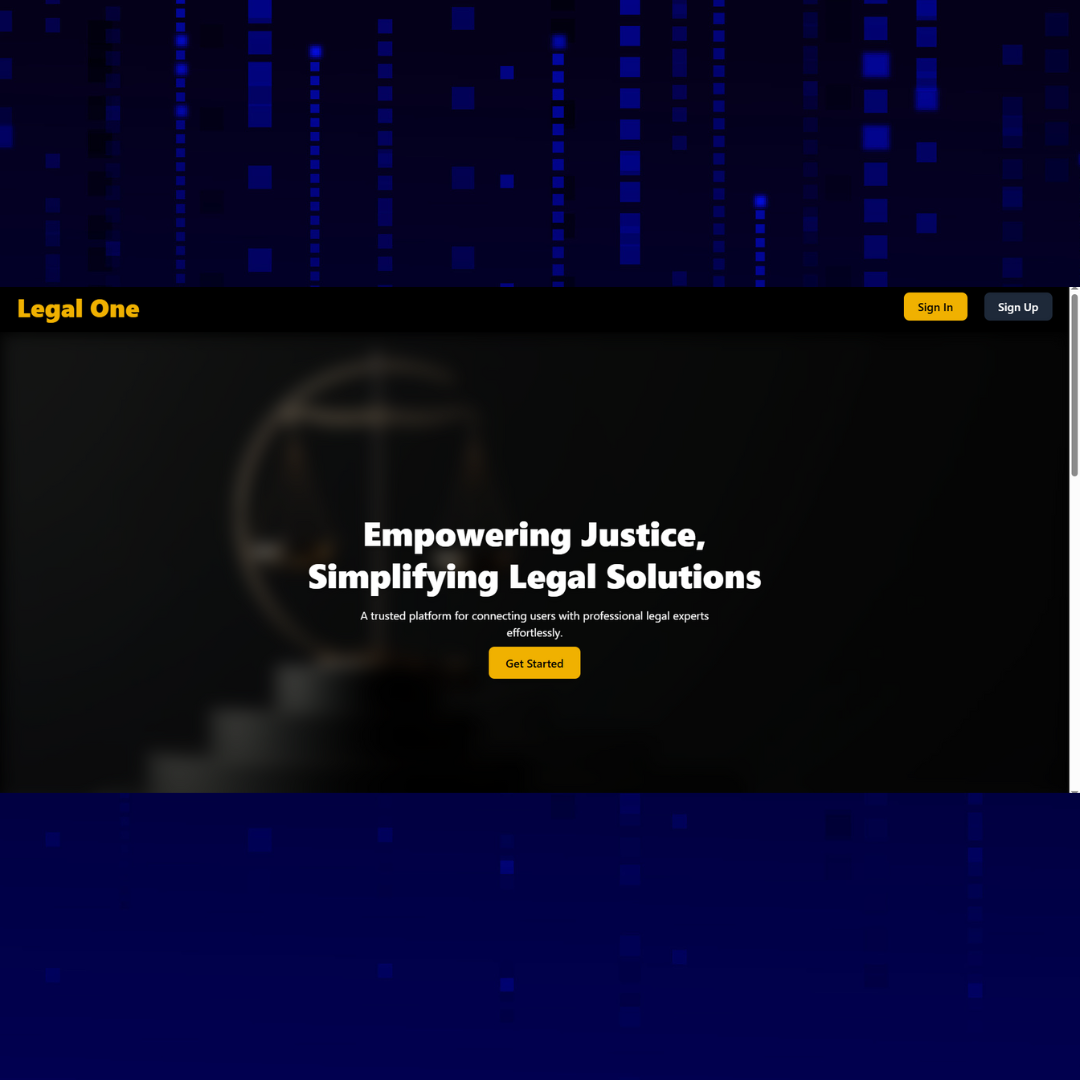 Legal One
Sign In
Sign Up
Empowering Justice,
Simplifying Legal Solutions
A trusted platform for connecting users with professional legal experts
effortlessly.
Get Started